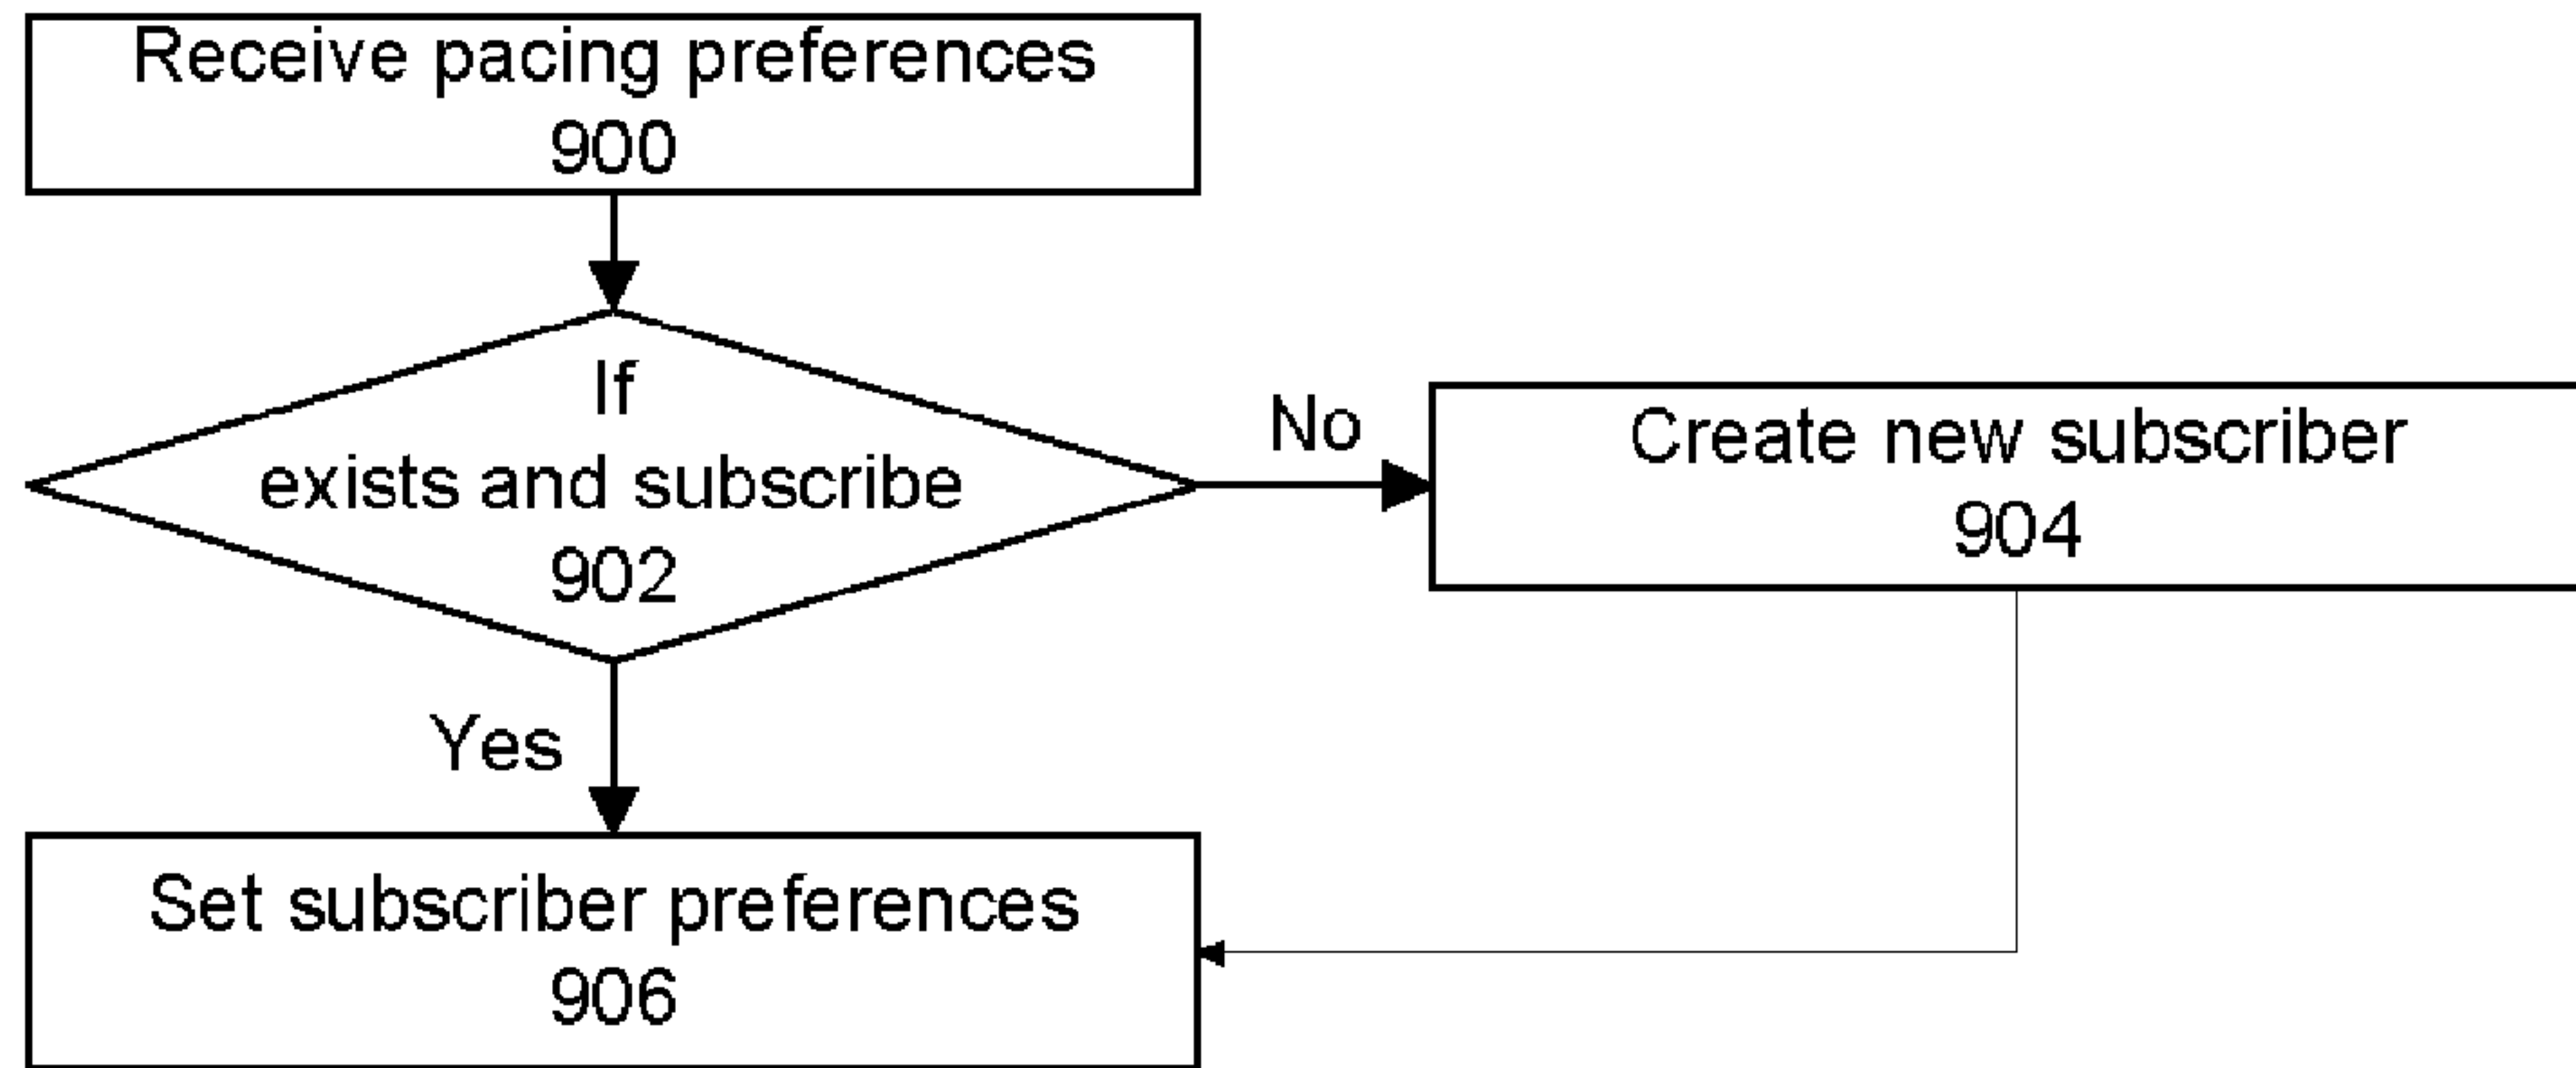 Receive pacing preferences
900
If
exists and subscribe
902
No
Create new subscriber
904
Yes
Set subscriber preferences
906